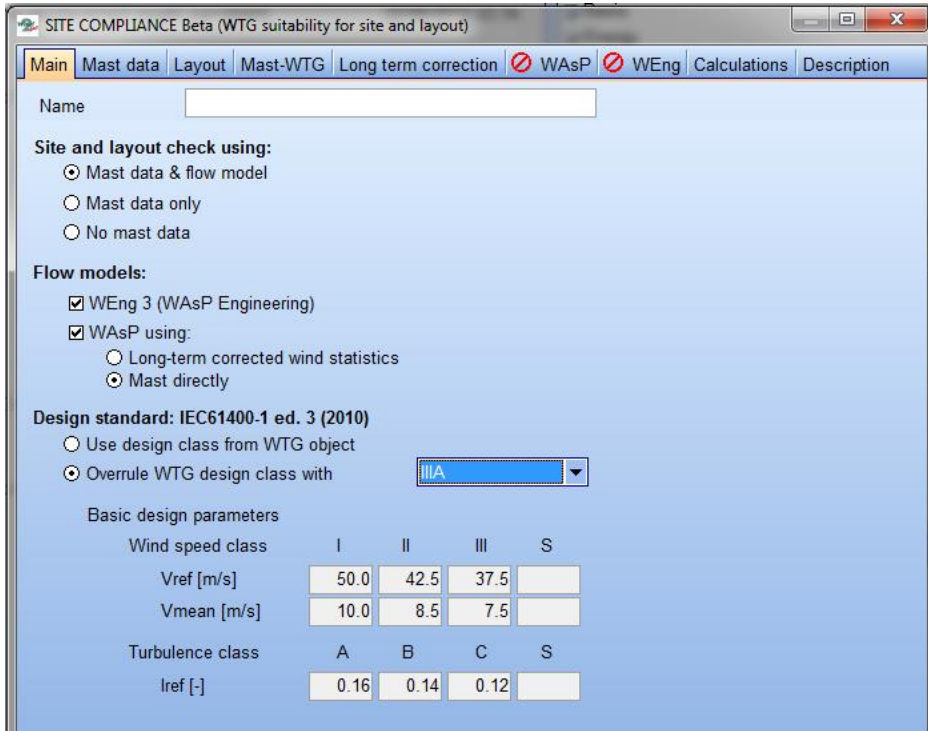 SITE COMPLIANCE Beta (WTG suitability for site and layout)
Main Mast data Layout Mast-WTG Long term correction WAsP WEng Calculations Description
Name
Site and layout check using:
Mast data & flow model
Mast data only
No mast data
Flow models:
WEng 3 (WAsP Engineering)
WAsP using:
Long-term corrected wind statistics
Mast directly
Design standard: IEC61400-1 ed. 3 (2010)
Use design class from WTG object
Overrule WTG design class with IIIA
Basic design parameters
Wind speed class I II III S
Vref [m/s] 50.0 42.5 37.5
Vmean [m/s] 10.0 8.5 7.5
Turbulence class A B C S
Iref [-] 0.16 0.14 0.12